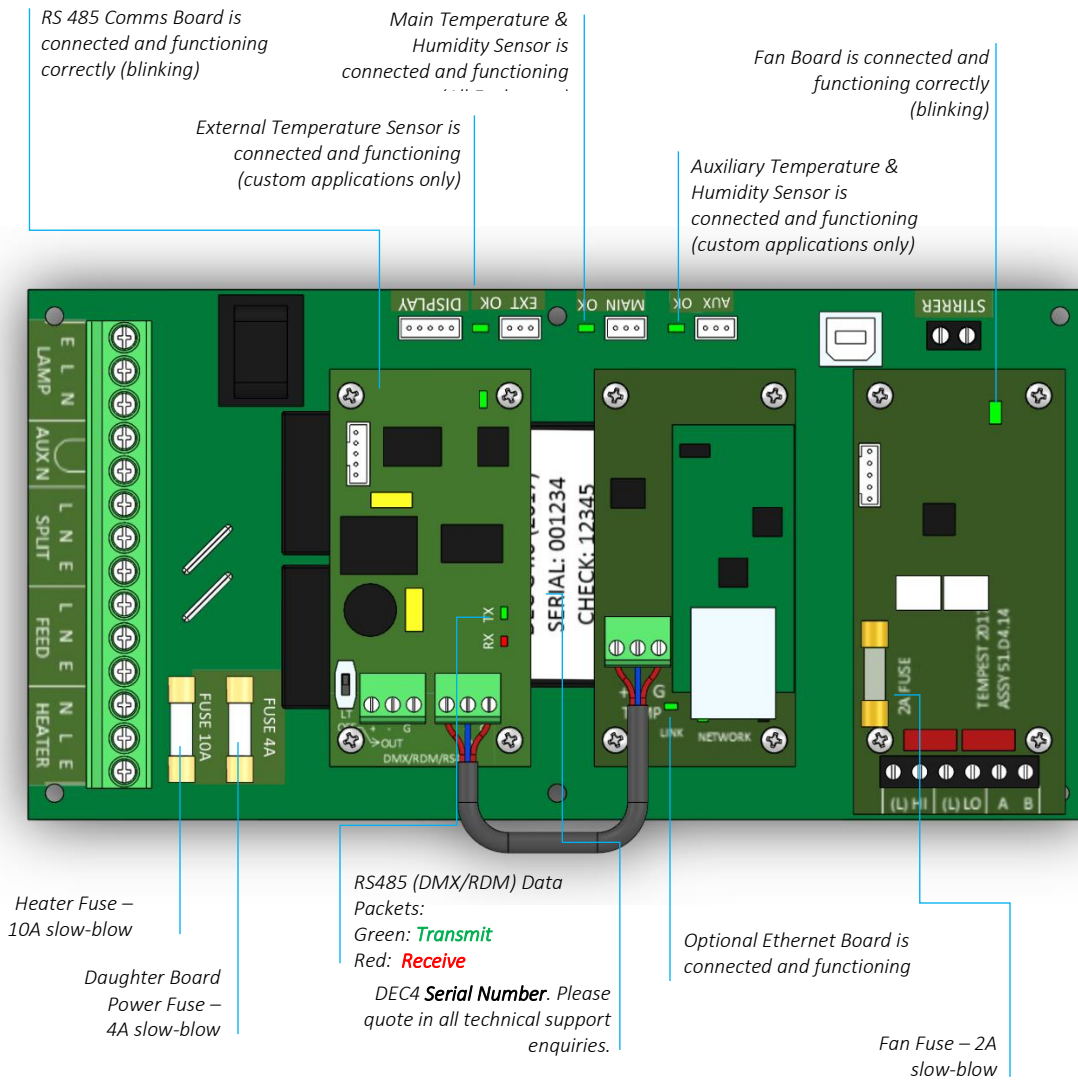 RS 485 Comms Board is
connected and functioning
correctly (blinking)
Main Temperature &
Humidity Sensor is
connected and functioning
Fan Board is connected and
functioning correctly
(blinking)
External Temperature Sensor is
connected and functioning
(custom applications only)
Auxiliary Temperature &
Humidity Sensor is
connected and functioning
(custom applications only)
DISPLAY
EXT OK
MAIN OK
AUX OK
STIRRER
E L N
LAMP
AUX N
L N E
SPLIT
L N E
FEED
N L E
HEATER
FUSE 10A
FUSE 4A
SERIAL: 001234
CHECK: 12345
TX
RX
LT
+ - G
OUT
+ G
LINK
NETWORK
2A FUSE
TEMPEST 2017
ASSY 51.D4.14
(L) HI (L) LO A B
Heater Fuse –
10A slow-blow
Daughter Board
Power Fuse –
4A slow-blow
RS485 (DMX/RDM) Data
Packets:
Green: Transmit
Red: Receive
DEC4 Serial Number. Please
quote in all technical support
enquiries.
Optional Ethernet Board is
connected and functioning
Fan Fuse – 2A
slow-blow